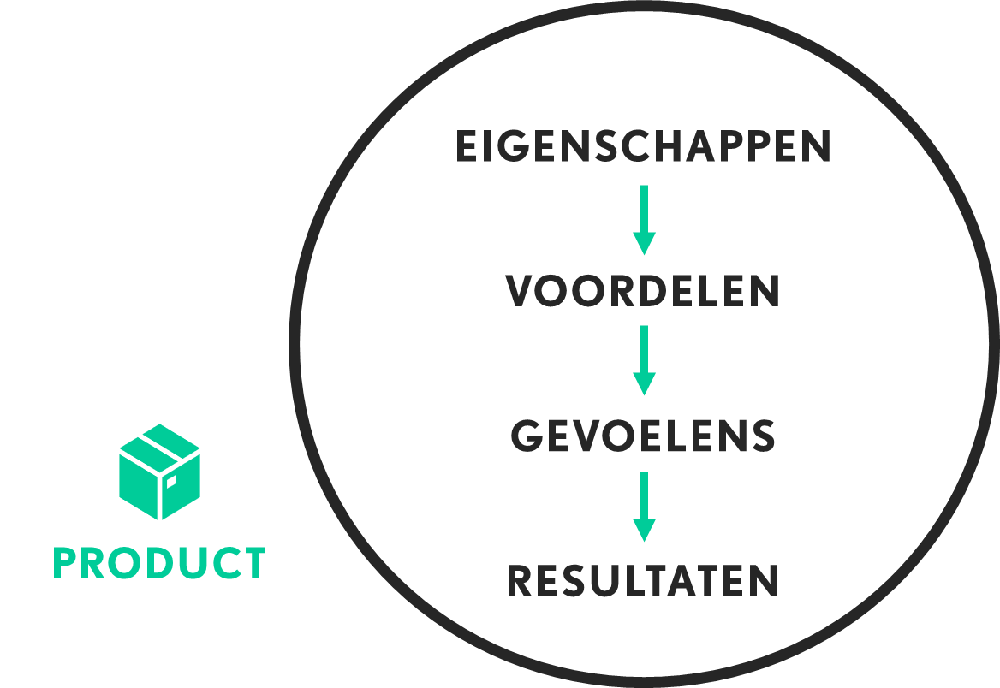 EIGENSCHAPPEN
VOORDELEN
GEVOELENS
PRODUCT
RESULTATEN